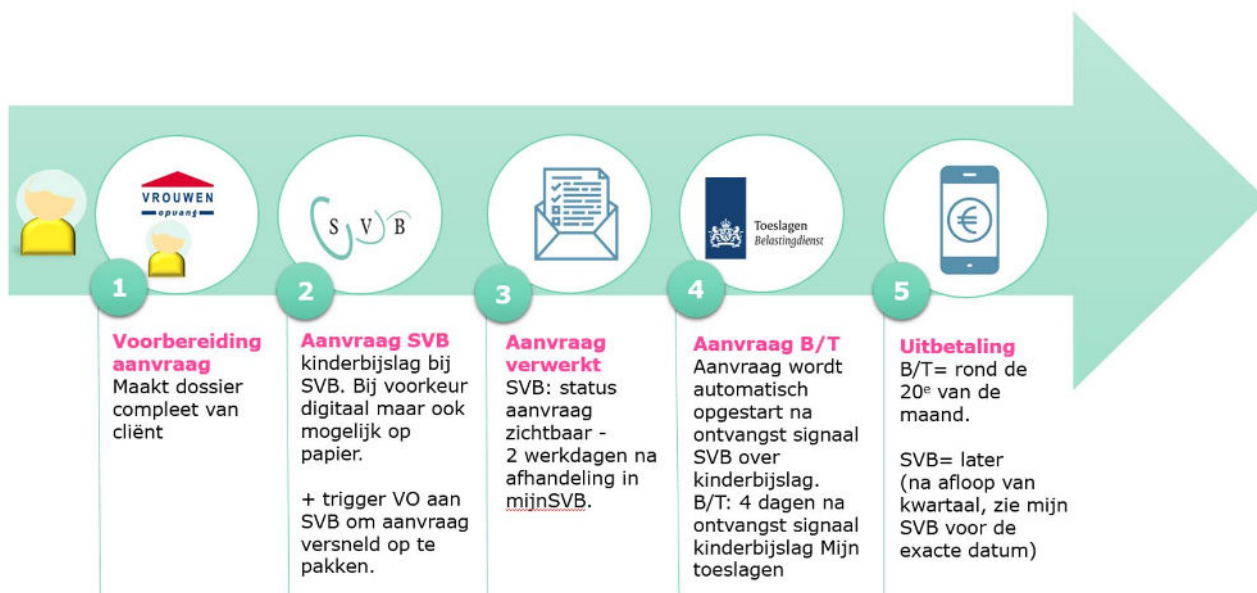 VROUWEN
opvang
S V B
Toeslagen
Belastingdienst
1
Voorbereiding
aanvraag
Maakt dossier
compleet van
cliënt
2
Aanvraag SVB
kinderbijslag bij
SVB. Bij voorkeur
digitaal maar ook
mogelijk op
papier.
+ trigger VO aan
SVB om aanvraag
versneld op te
pakken.
3
Aanvraag
verwerkt
SVB: status
aanvraag
zichtbaar -
2 werkdagen na
afhandeling in
mijnSVB.
4
Aanvraag B/T
Aanvraag wordt
automatisch
opgestart na
ontvangst signaal
SVB over
kinderbijslag.
B/T: 4 dagen na
ontvangst signaal
kinderbijslag Mijn
toeslagen
€
5
Uitbetaling
B/T= rond de
20ᵉ van de
maand.
SVB= later
(na afloop van
kwartaal, zie mijn
SVB voor de
exacte datum)